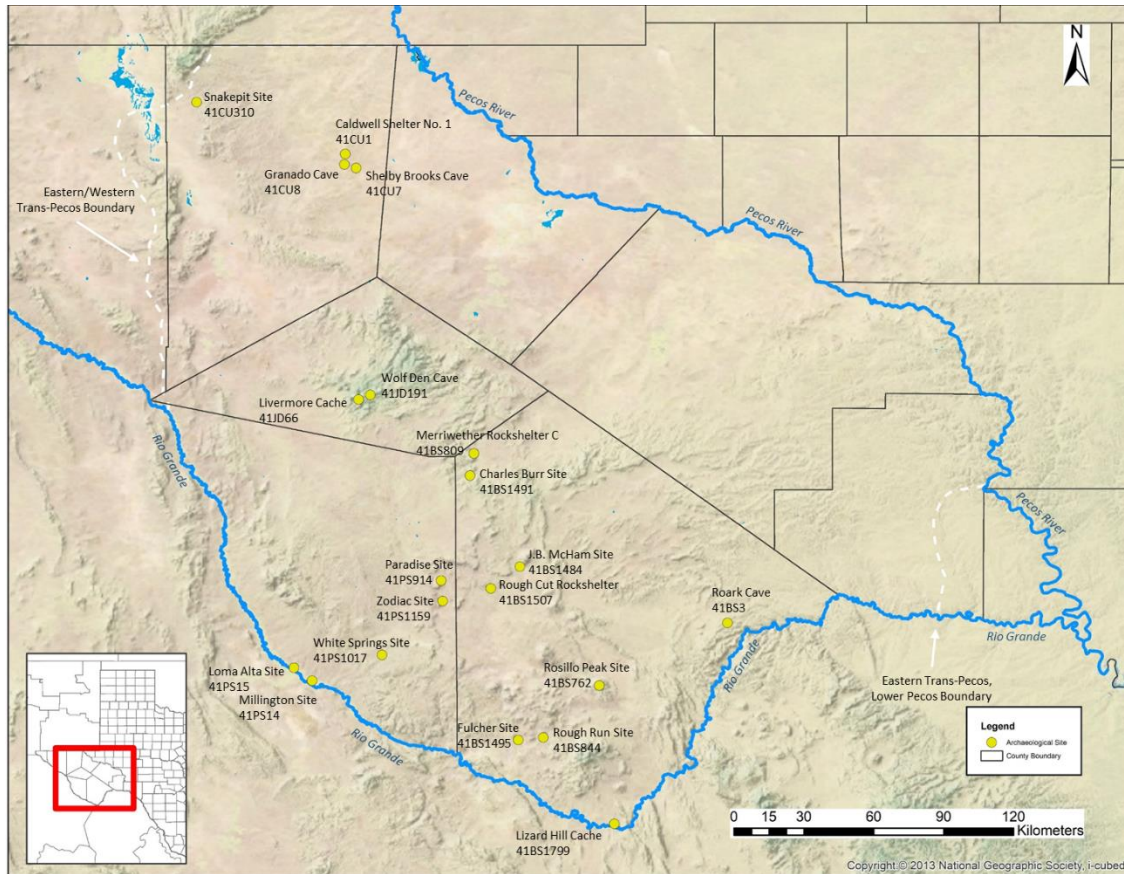 N
Pecos River
Snakepit Site
41CU310
Caldwell Shelter No. 1
41CU1
Granado Cave
41CU8
Shelby Brooks Cave
41CU7
Eastern/Western
Trans-Pecos Boundary
Pecos River
Wolf Den Cave
41JD191
Livermore Cache
41JD66
Rio Grande
Merriwether Rockshelter C
41BS809
Charles Burr Site
41BS1491
Pecos River
J.B. McHam Site
41BS1484
Paradise Site
41PS914
Rough Cut Rockshelter
41BS1507
Zodiac Site
41PS1159
Roark Cave
41BS3
Rio Grande
White Springs Site
41PS1017
Loma Alta Site
41PS15
Millington Site
41PS14
Rosillo Peak Site
41BS762
Rio Grande
Eastern Trans-Pecos,
Lower Pecos Boundary
Fulcher Site
41BS1495
Rough Run Site
41BS844
Rio Grande
Legend
Archaeological Site
County Boundary
Lizard Hill Cache
41BS1799
0 15 30 60 90 120
Kilometers
Copyright:© 2013 National Geographic Society, i-cubed